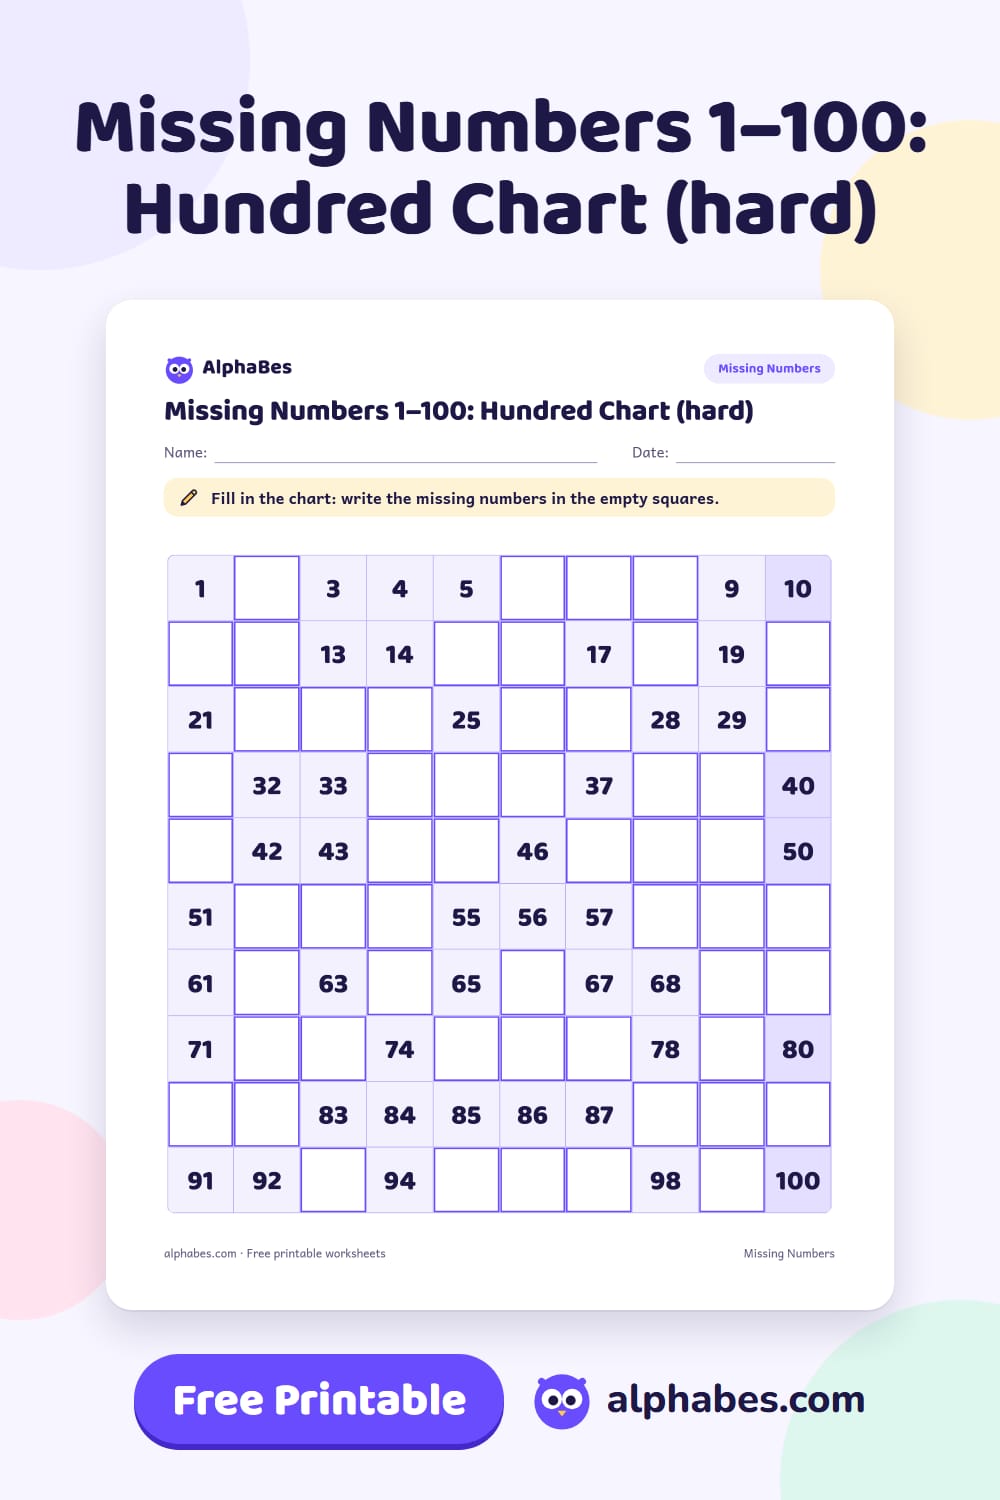 Missing Numbers 1–100:
Hundred Chart (hard)
AlphaBes
Missing Numbers
Missing Numbers 1–100: Hundred Chart (hard)
Name: Date:
Fill in the chart: write the missing numbers in the empty squares.
1 3 4 5 9 10
13 14 17 19
21 25 28 29
32 33 37 40
42 43 46 50
51 55 56 57
61 63 65 67 68
71 74 78 80
83 84 85 86 87
91 92 94 98 100
alphabes.com · Free printable worksheets
Missing Numbers
Free Printable
alphabes.com